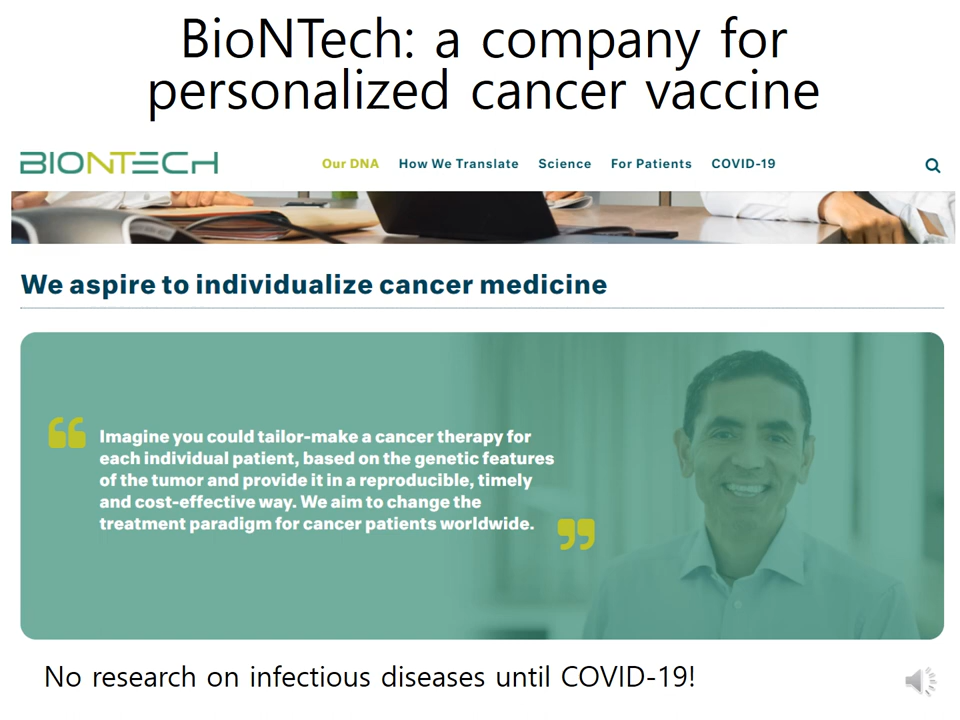 BioNTech: a company for
personalized cancer vaccine
BIONTECH
Our DNA How We Translate Science For Patients COVID-19
We aspire to individualize cancer medicine
“ Imagine you could tailor-make a cancer therapy for
each individual patient, based on the genetic features
of the tumor and provide it in a reproducible, timely
and cost-effective way. We aim to change the
treatment paradigm for cancer patients worldwide. ”
No research on infectious diseases until COVID-19!